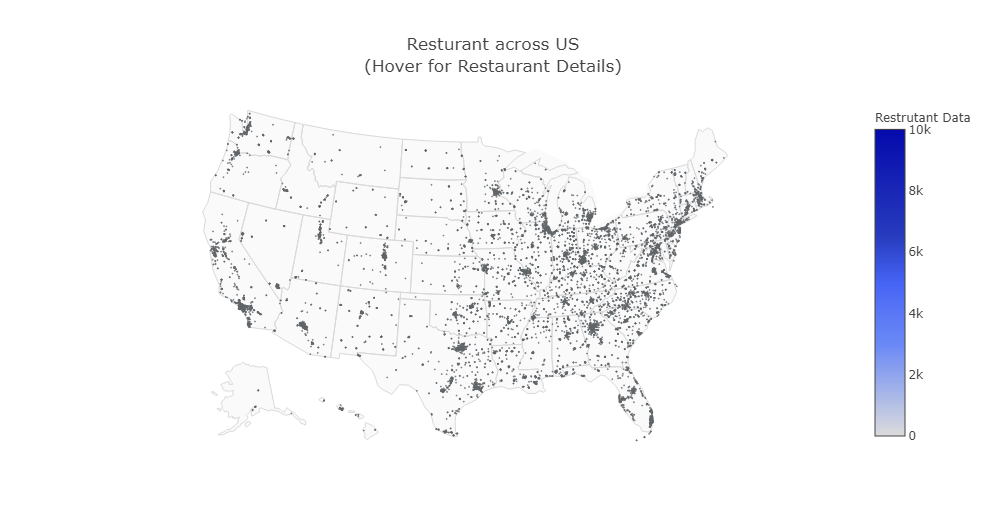 Resturant across US
(Hover for Restaurant Details)
Restrutant Data
10k
8k
6k
4k
2k
0